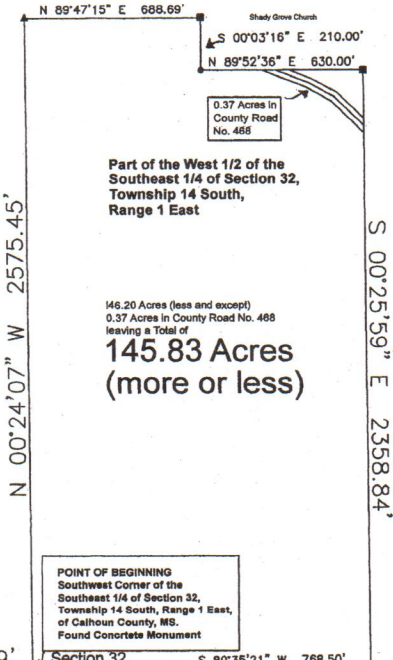 N 89°47'15" E 688.69'
Shady Grove Church
S 00°03'16" E 210.00'
N 89°52'36" E 630.00'
0.37 Acres in
County Road
No. 468
Part of the West 1/2 of the
Southeast 1/4 of Section 32,
Township 14 South,
Range 1 East
N 00°24'07" W 2575.45'
S 00°25'59" E 2358.84'
146.20 Acres (less and except)
0.37 Acres in County Road No. 468
leaving a Total of
145.83 Acres
(more or less)
POINT OF BEGINNING
Southwest Corner of the
Southeast 1/4 of Section 32,
Township 14 South, Range 1 East,
of Calhoun County, MS.
Found Concrete Monument
Section 32
W 768.50'